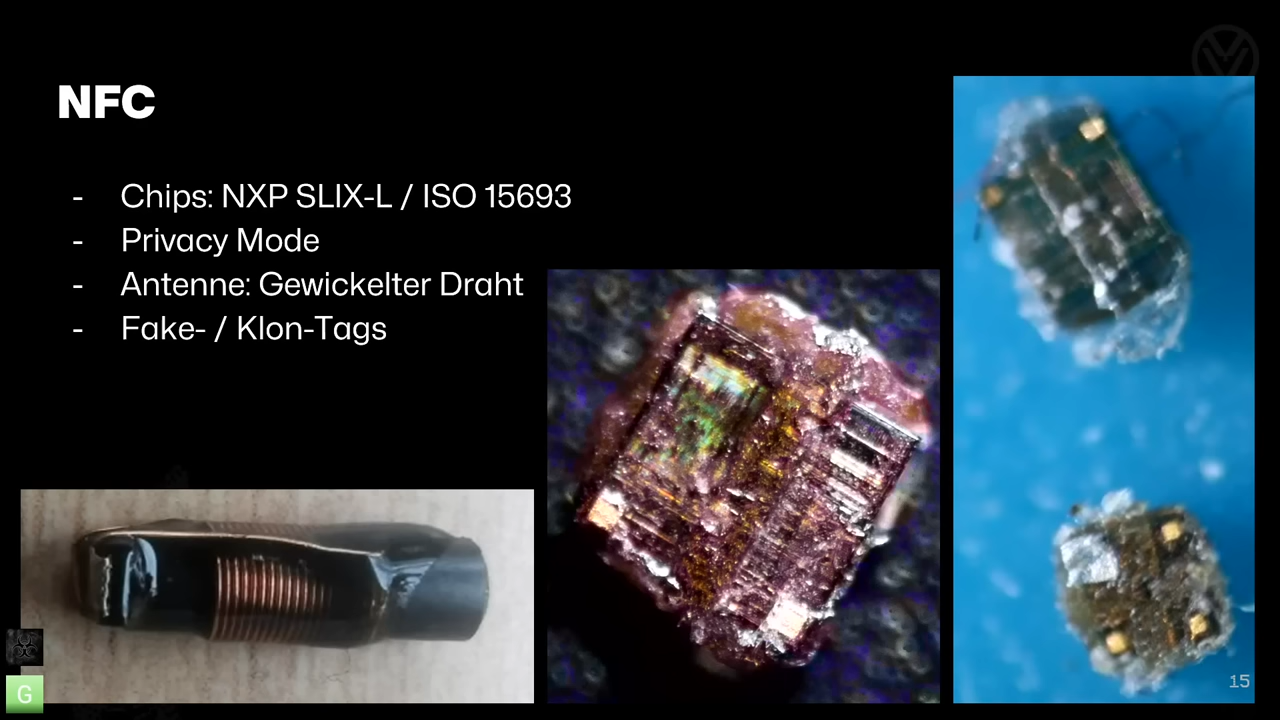 NFC
- Chips: NXP SLIX-L / ISO 15693
- Privacy Mode
- Antenne: Gewickelter Draht
- Fake- / Klon-Tags
G
15